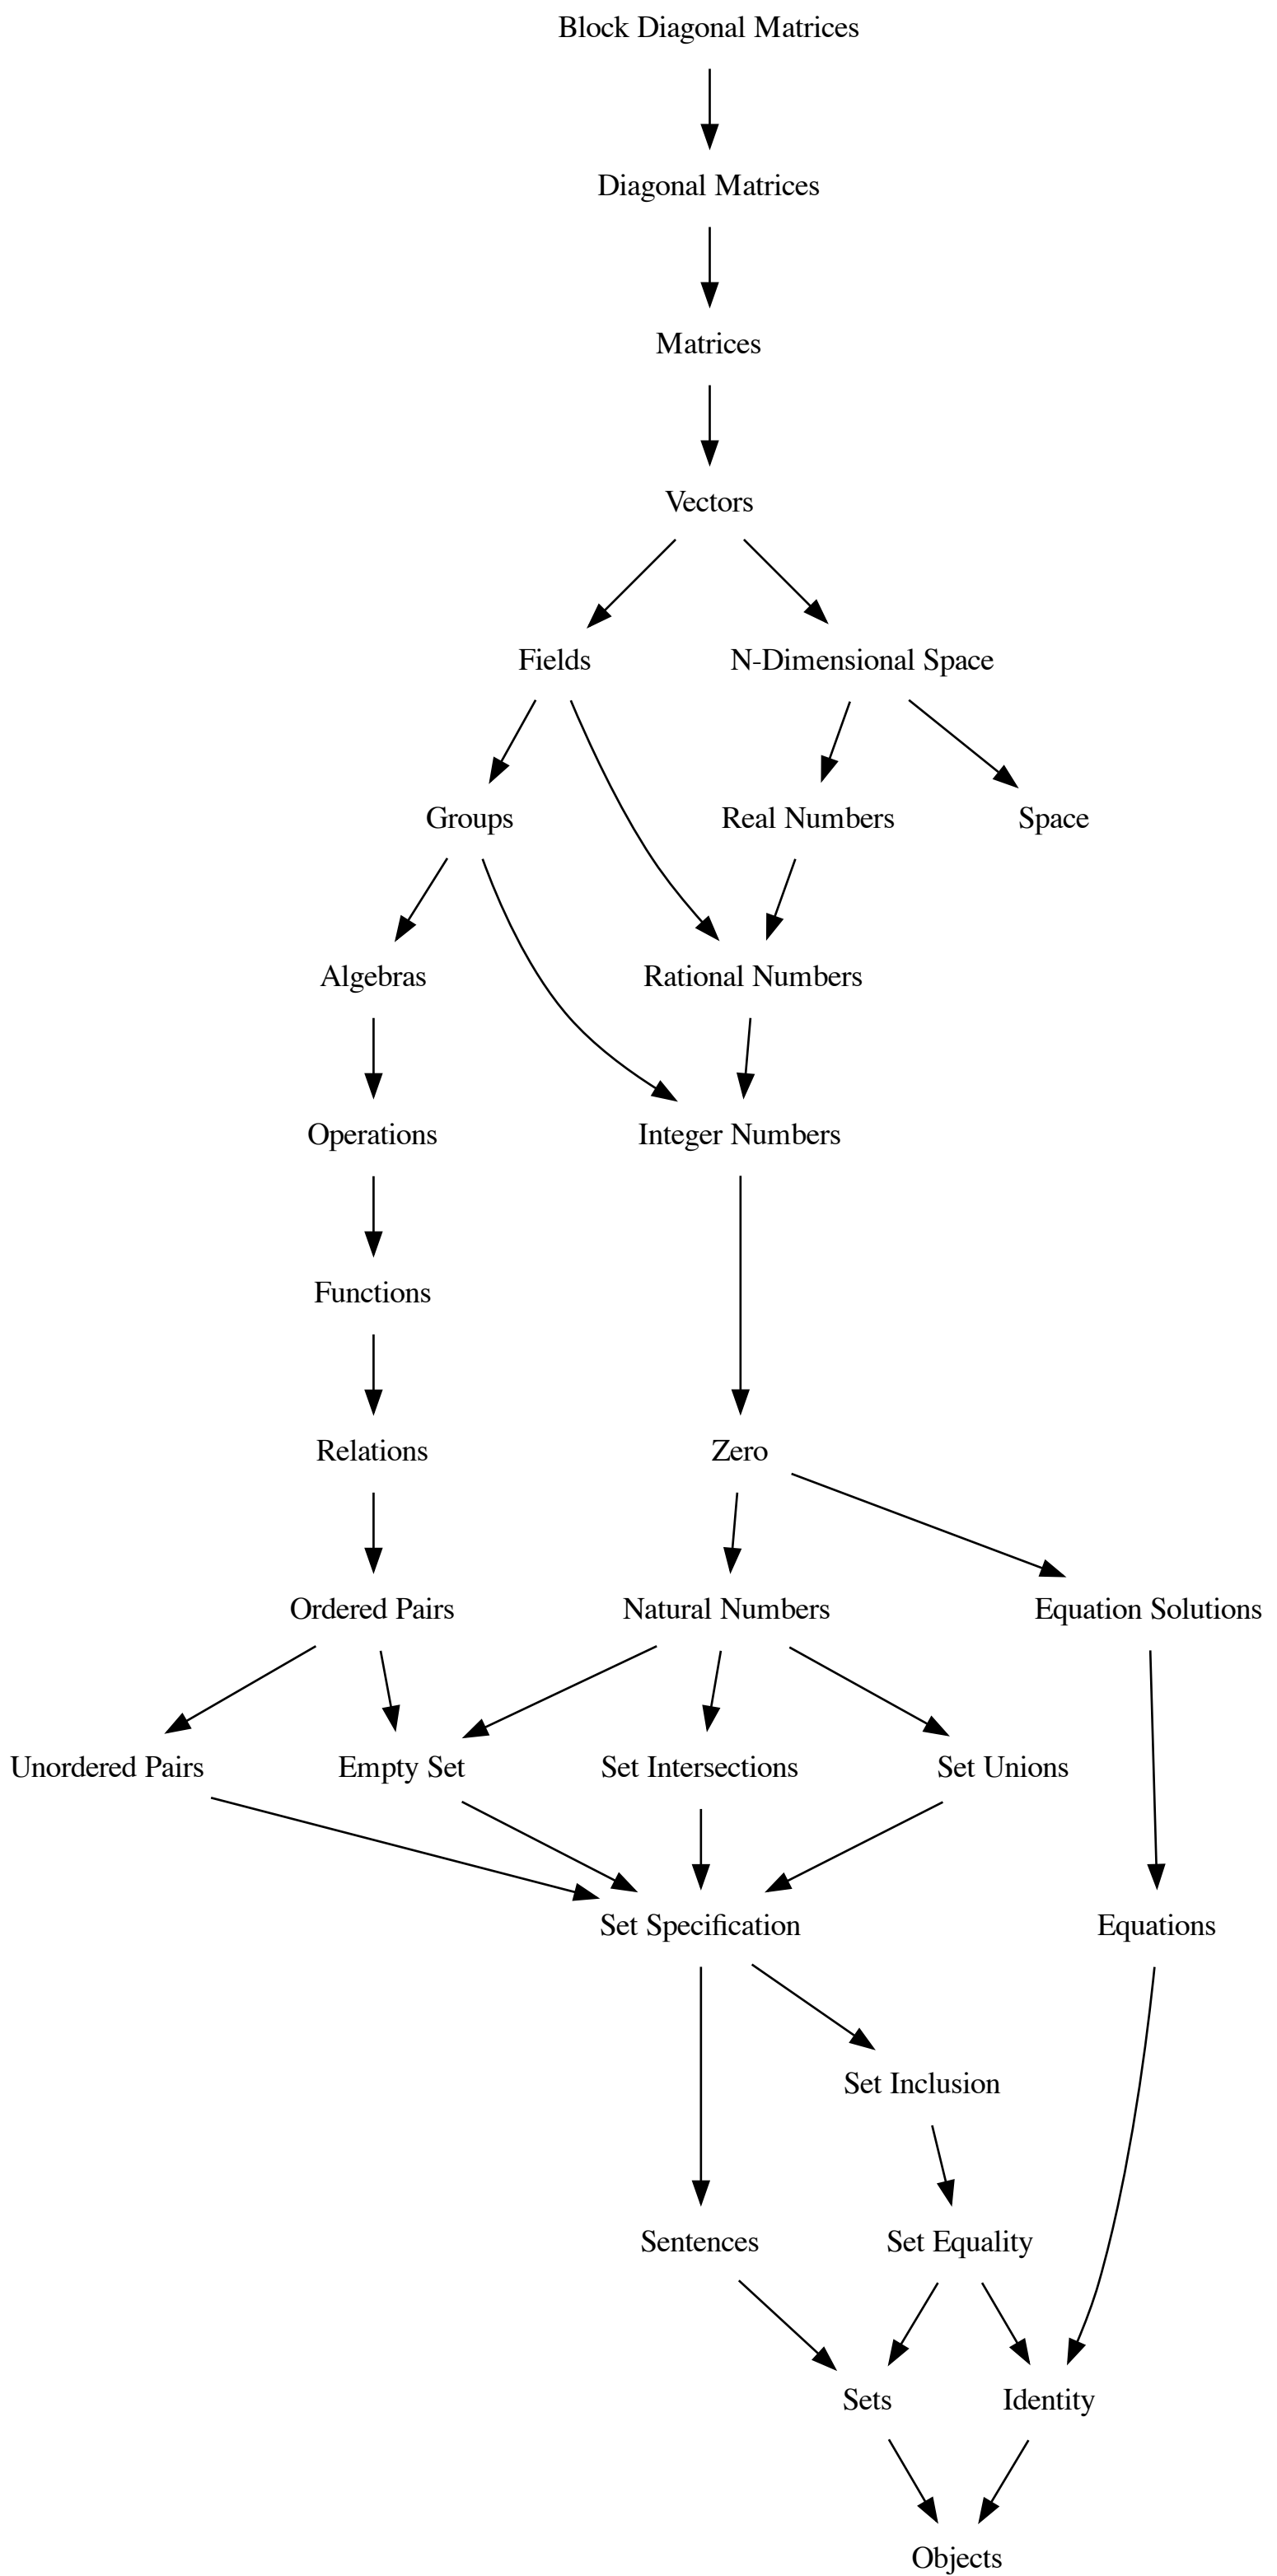 Block Diagonal Matrices
Diagonal Matrices
Matrices
Vectors
Fields
N-Dimensional Space
Groups
Real Numbers
Space
Algebras
Rational Numbers
Operations
Integer Numbers
Functions
Relations
Zero
Ordered Pairs
Natural Numbers
Equation Solutions
Unordered Pairs
Empty Set
Set Intersections
Set Unions
Set Specification
Equations
Set Inclusion
Sentences
Set Equality
Sets
Identity
Objects